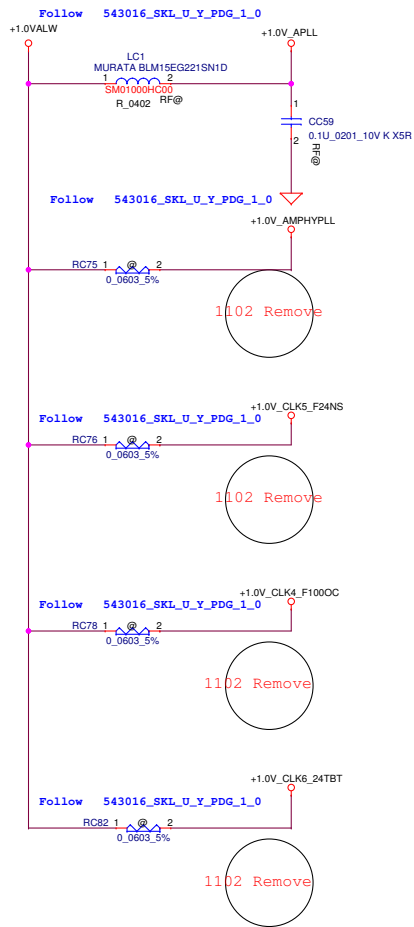 Follow 543016_SKL_U_Y_PDG_1_0
+1.0VALW
+1.0V_APLL
LC1
MURATA BLM15EG221SN1D
1 2
SM01000HC00
R_0402 RF@
1
CC59
0.1U_0201_10V K X5R
2
RF@
Follow 543016_SKL_U_Y_PDG_1_0
+1.0V_AMPHYPLL
RC75 1 @ 2
0_0603_5%
1102 Remove
+1.0V_CLK5_F24NS
Follow 543016_SKL_U_Y_PDG_1_0
RC76 1 @ 2
0_0603_5%
1102 Remove
+1.0V_CLK4_F100OC
Follow 543016_SKL_U_Y_PDG_1_0
RC78 1 @ 2
0_0603_5%
1102 Remove
+1.0V_CLK6_24TBT
Follow 543016_SKL_U_Y_PDG_1_0
RC82 1 @ 2
0_0603_5%
1102 Remove